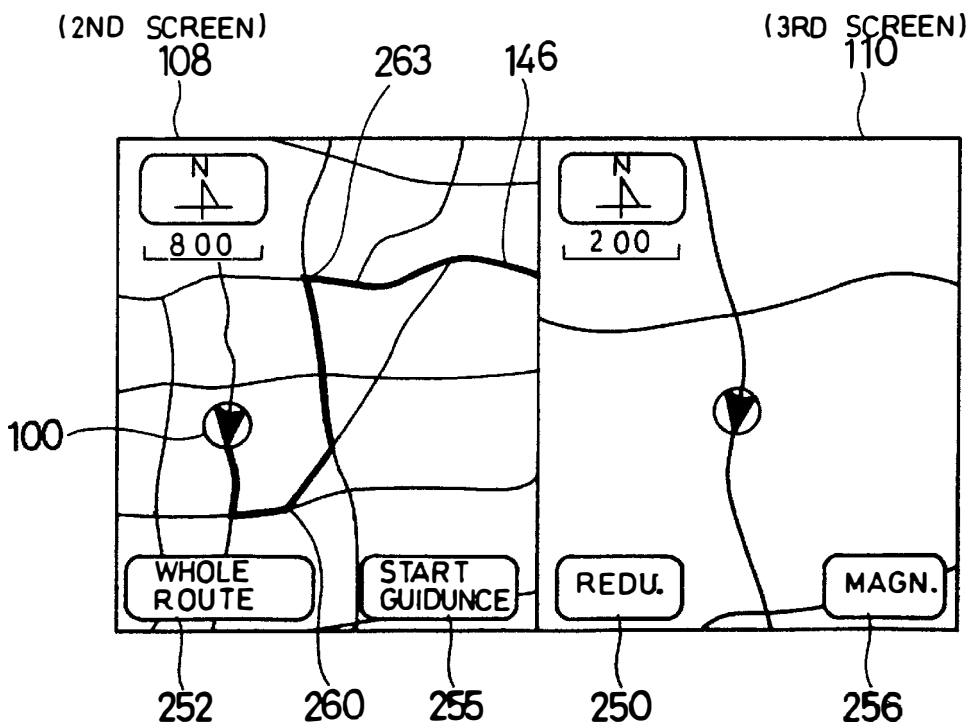 (2ND SCREEN)
(3RD SCREEN)
108
263
146
110
N
N
800
200
100
WHOLE
ROUTE
START
GUIDUNCE
REDU.
MAGN.
252
260
255
250
256